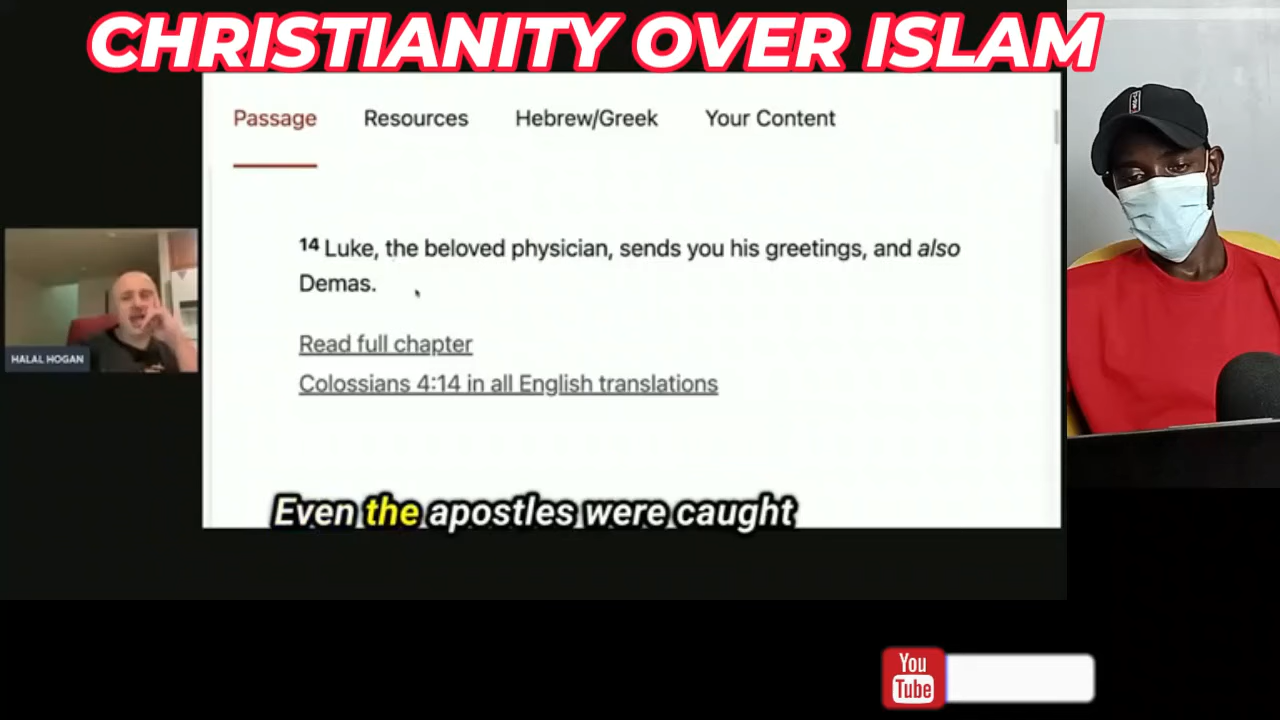 CHRISTIANITY OVER ISLAM
Passage Resources Hebrew/Greek Your Content
14 Luke, the beloved physician, sends you his greetings, and also
Demas.
Read full chapter
Colossians 4:14 in all English translations
HALAL HOGAN
Even the apostles were caught
You
Tube